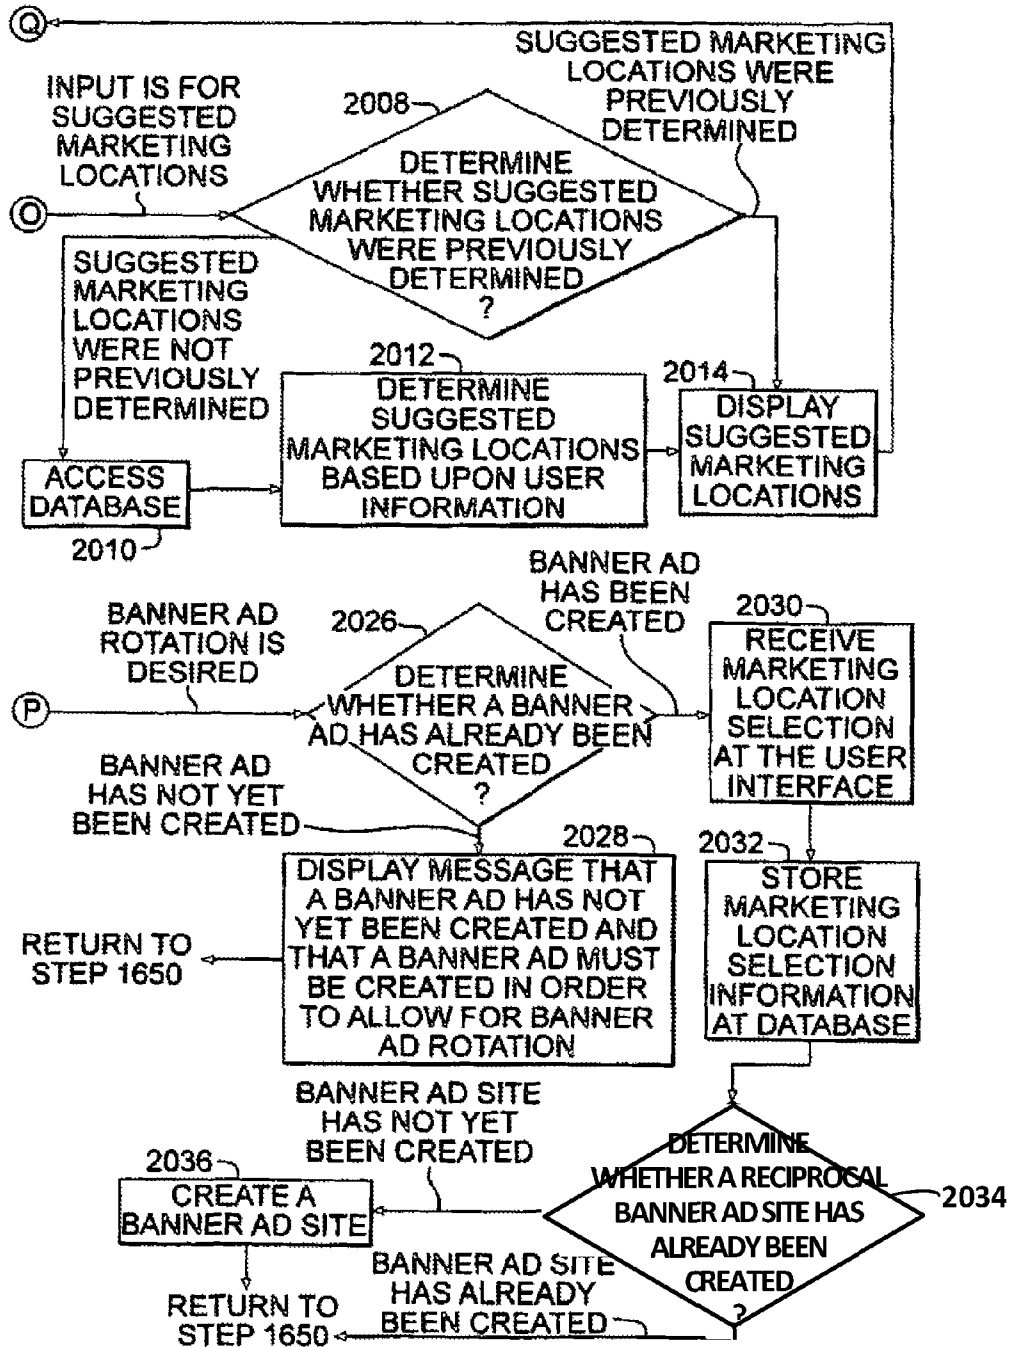 Q
SUGGESTED MARKETING
LOCATIONS WERE
PREVIOUSLY
DETERMINED
INPUT IS FOR
SUGGESTED
MARKETING
LOCATIONS
2008
O
DETERMINE
WHETHER SUGGESTED
MARKETING LOCATIONS
WERE PREVIOUSLY
DETERMINED
?
SUGGESTED
MARKETING
LOCATIONS
WERE NOT
PREVIOUSLY
DETERMINED
2012
DETERMINE
SUGGESTED
MARKETING LOCATIONS
BASED UPON USER
INFORMATION
2014
DISPLAY
SUGGESTED
MARKETING
LOCATIONS
ACCESS
DATABASE
2010
BANNER AD
HAS BEEN
CREATED
BANNER AD
ROTATION IS
DESIRED
2026
P
DETERMINE
WHETHER A BANNER
AD HAS ALREADY BEEN
CREATED
?
2030
RECEIVE
MARKETING
LOCATION
SELECTION
AT THE USER
INTERFACE
BANNER AD
HAS NOT YET
BEEN CREATED
2028
DISPLAY MESSAGE THAT
A BANNER AD HAS NOT
YET BEEN CREATED AND
THAT A BANNER AD MUST
BE CREATED IN ORDER
TO ALLOW FOR BANNER
AD ROTATION
RETURN TO
STEP 1650
2032
STORE
MARKETING
LOCATION
SELECTION
INFORMATION
AT DATABASE
BANNER AD SITE
HAS NOT YET
BEEN CREATED
DETERMINE
WHETHER A RECIPROCAL
BANNER AD SITE HAS
ALREADY BEEN
CREATED
?
2034
2036
CREATE A
BANNER AD SITE
BANNER AD SITE
HAS ALREADY
BEEN CREATED
RETURN TO
STEP 1650